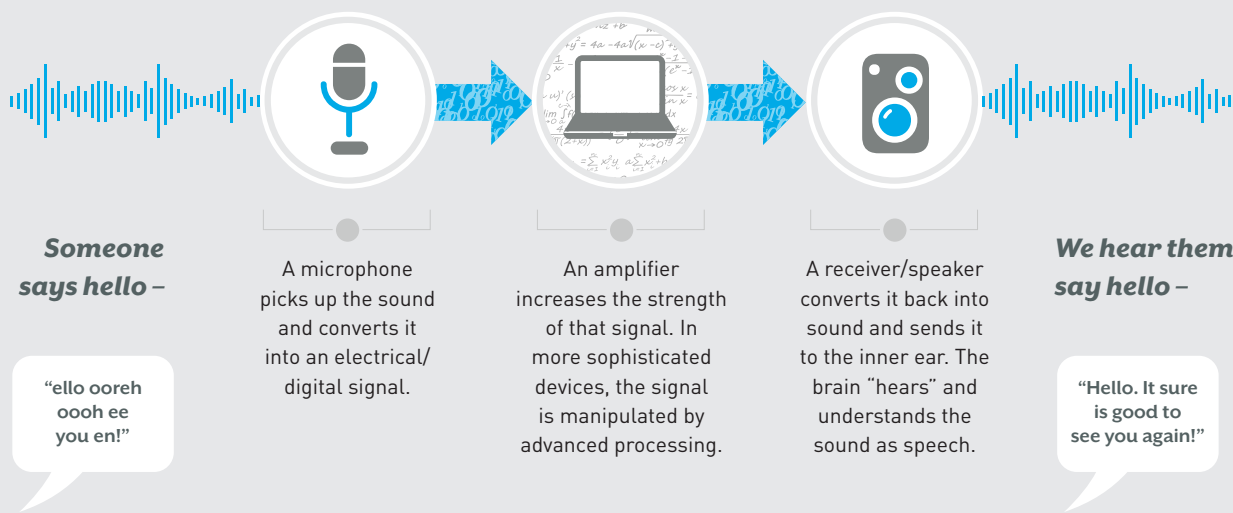 Someone
says hello –
“ello ooreh
oooh ee
you en!”
A microphone
picks up the sound
and converts it
into an electrical/
digital signal.
An amplifier
increases the strength
of that signal. In
more sophisticated
devices, the signal
is manipulated by
advanced processing.
A receiver/speaker
converts it back into
sound and sends it
to the inner ear. The
brain “hears” and
understands the
sound as speech.
We hear them
say hello –
“Hello. It sure
is good to
see you again!”